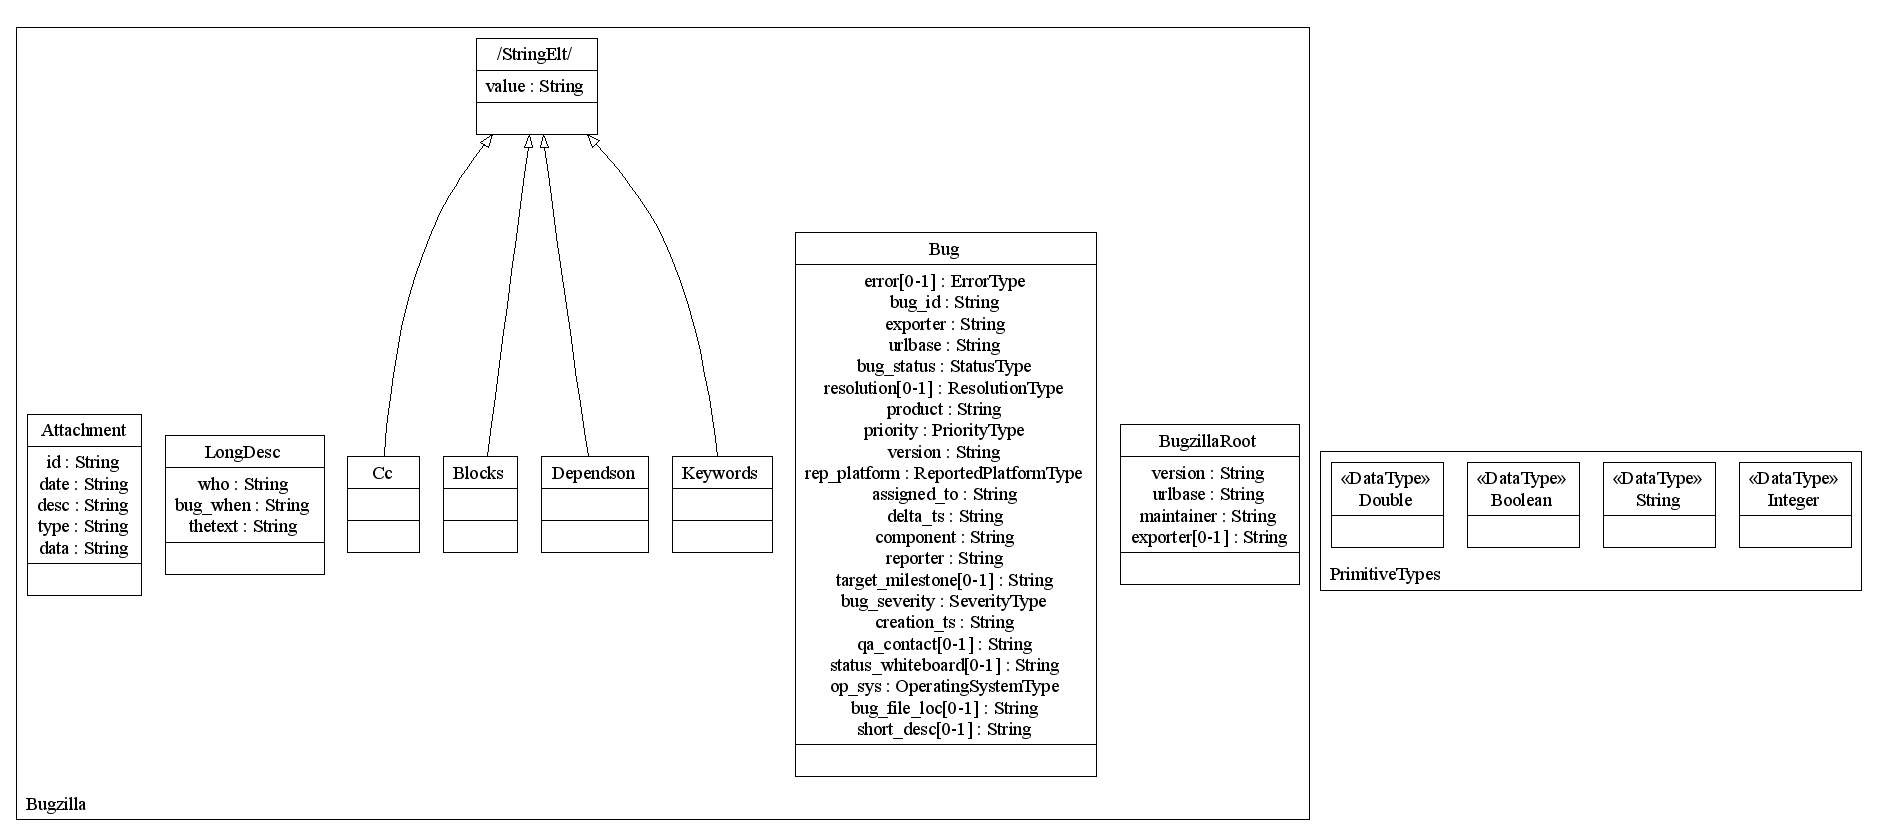 /StringElt/
value : String
Attachment
id : String
date : String
desc : String
type : String
data : String
LongDesc
who : String
bug_when : String
thetext : String
Cc
Blocks
Dependson
Keywords
Bug
error[0-1] : ErrorType
bug_id : String
exporter : String
urlbase : String
bug_status : StatusType
resolution[0-1] : ResolutionType
product : String
priority : PriorityType
version : String
rep_platform : ReportedPlatformType
assigned_to : String
delta_ts : String
component : String
reporter : String
target_milestone[0-1] : String
bug_severity : SeverityType
creation_ts : String
qa_contact[0-1] : String
status_whiteboard[0-1] : String
op_sys : OperatingSystemType
bug_file_loc[0-1] : String
short_desc[0-1] : String
BugzillaRoot
version : String
urlbase : String
maintainer : String
exporter[0-1] : String
Bugzilla
«DataType»
Double
«DataType»
Boolean
«DataType»
String
«DataType»
Integer
PrimitiveTypes